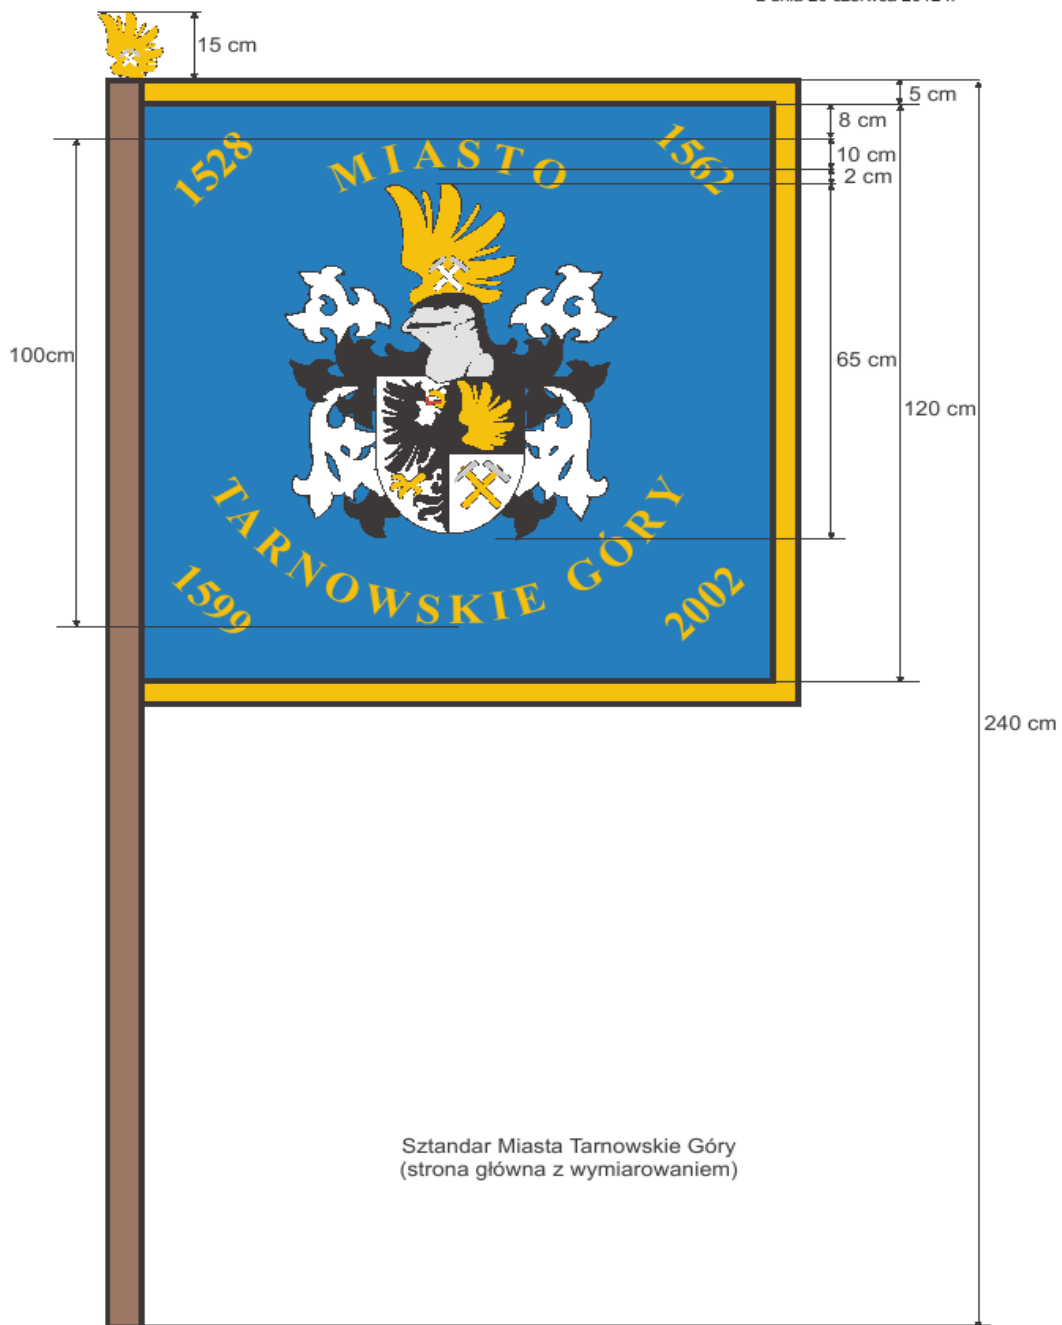 15 cm
5 cm
8 cm
1528 MIASTO 1562
10 cm
2 cm
100cm
65 cm
120 cm
TARNOWSKIE GÓRY
1599 2002
240 cm
Sztandar Miasta Tarnowskie Góry
(strona główna z wymiarowaniem)